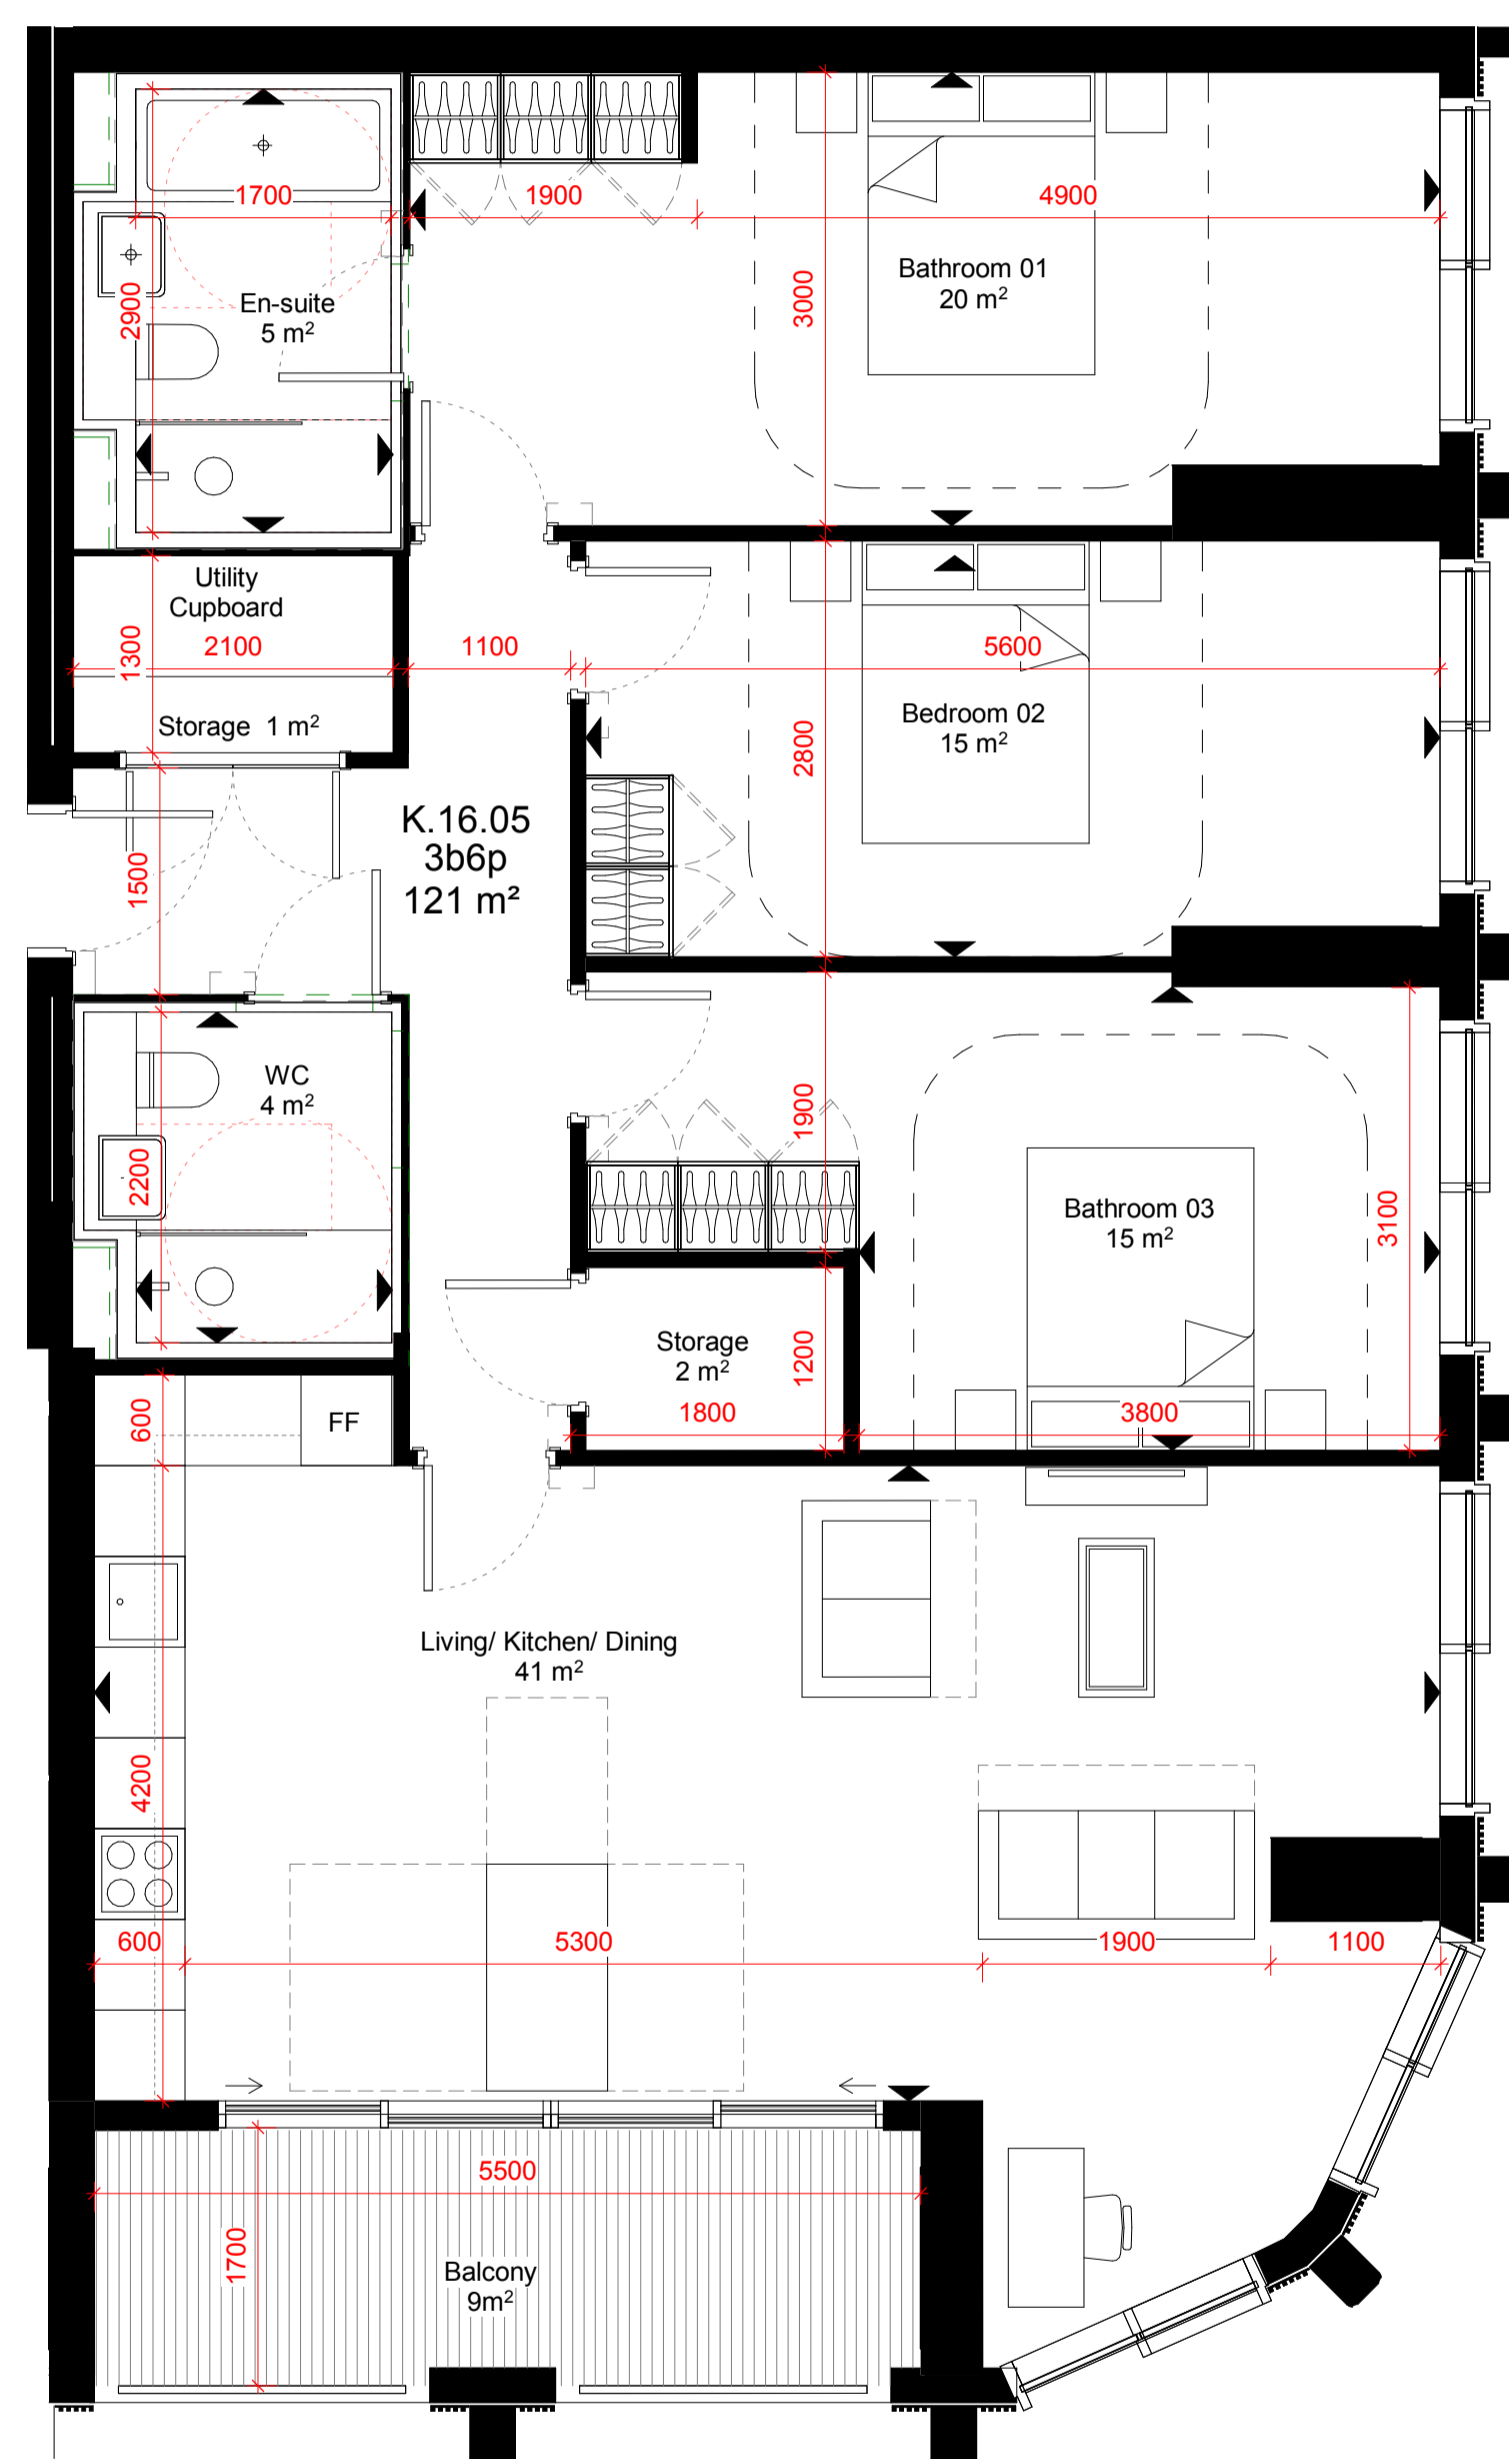 1700
1900
4900
2900
En-suite
5 m²
3000
Bathroom 01
20 m²
Utility
Cupboard
1300
2100
1100
5600
Storage 1 m²
2800
Bedroom 02
15 m²
K.16.05
3b6p
121 m²
1500
WC
4 m²
2200
1900
Bathroom 03
15 m²
3100
Storage
2 m²
1200
1800
3800
600
FF
Living/ Kitchen/ Dining
41 m²
4200
600
5300
1900
1100
5500
1700
Balcony
9m²